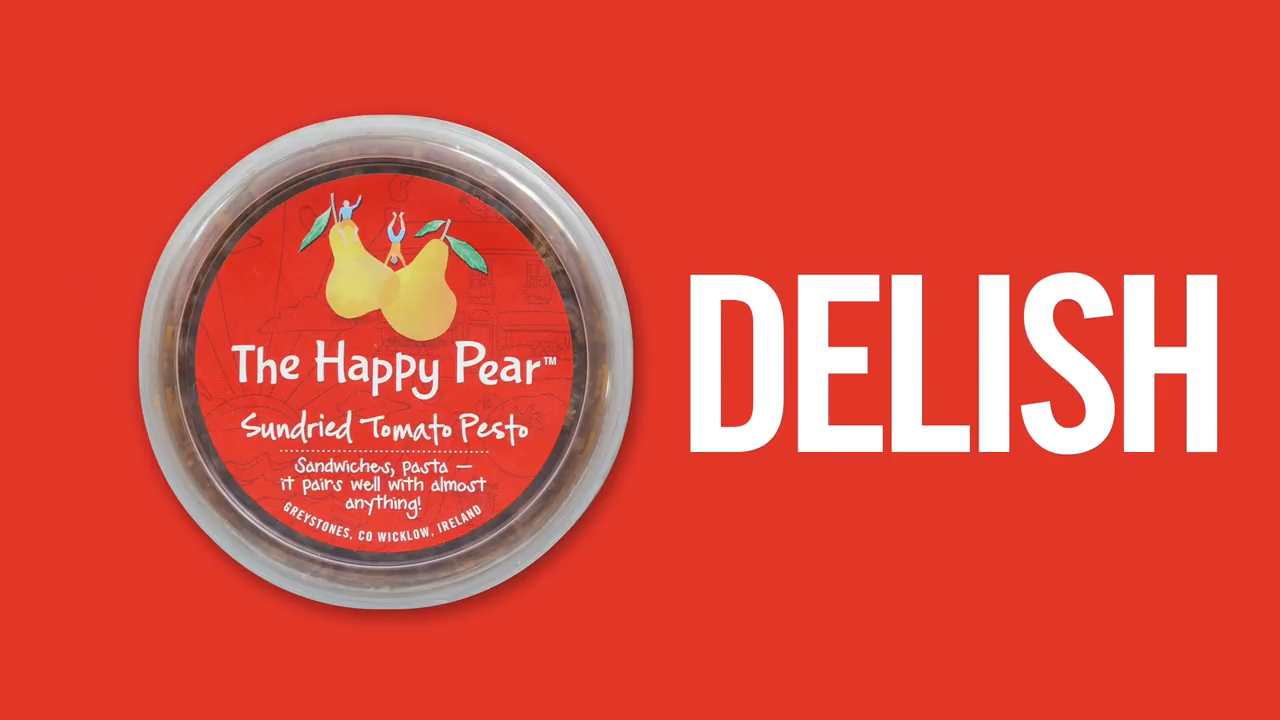 The Happy Pear™
Sundried Tomato Pesto
Sandwiches, pasta —
it pairs well with almost
anything!
GREYSTONES, CO WICKLOW, IRELAND
DELISH